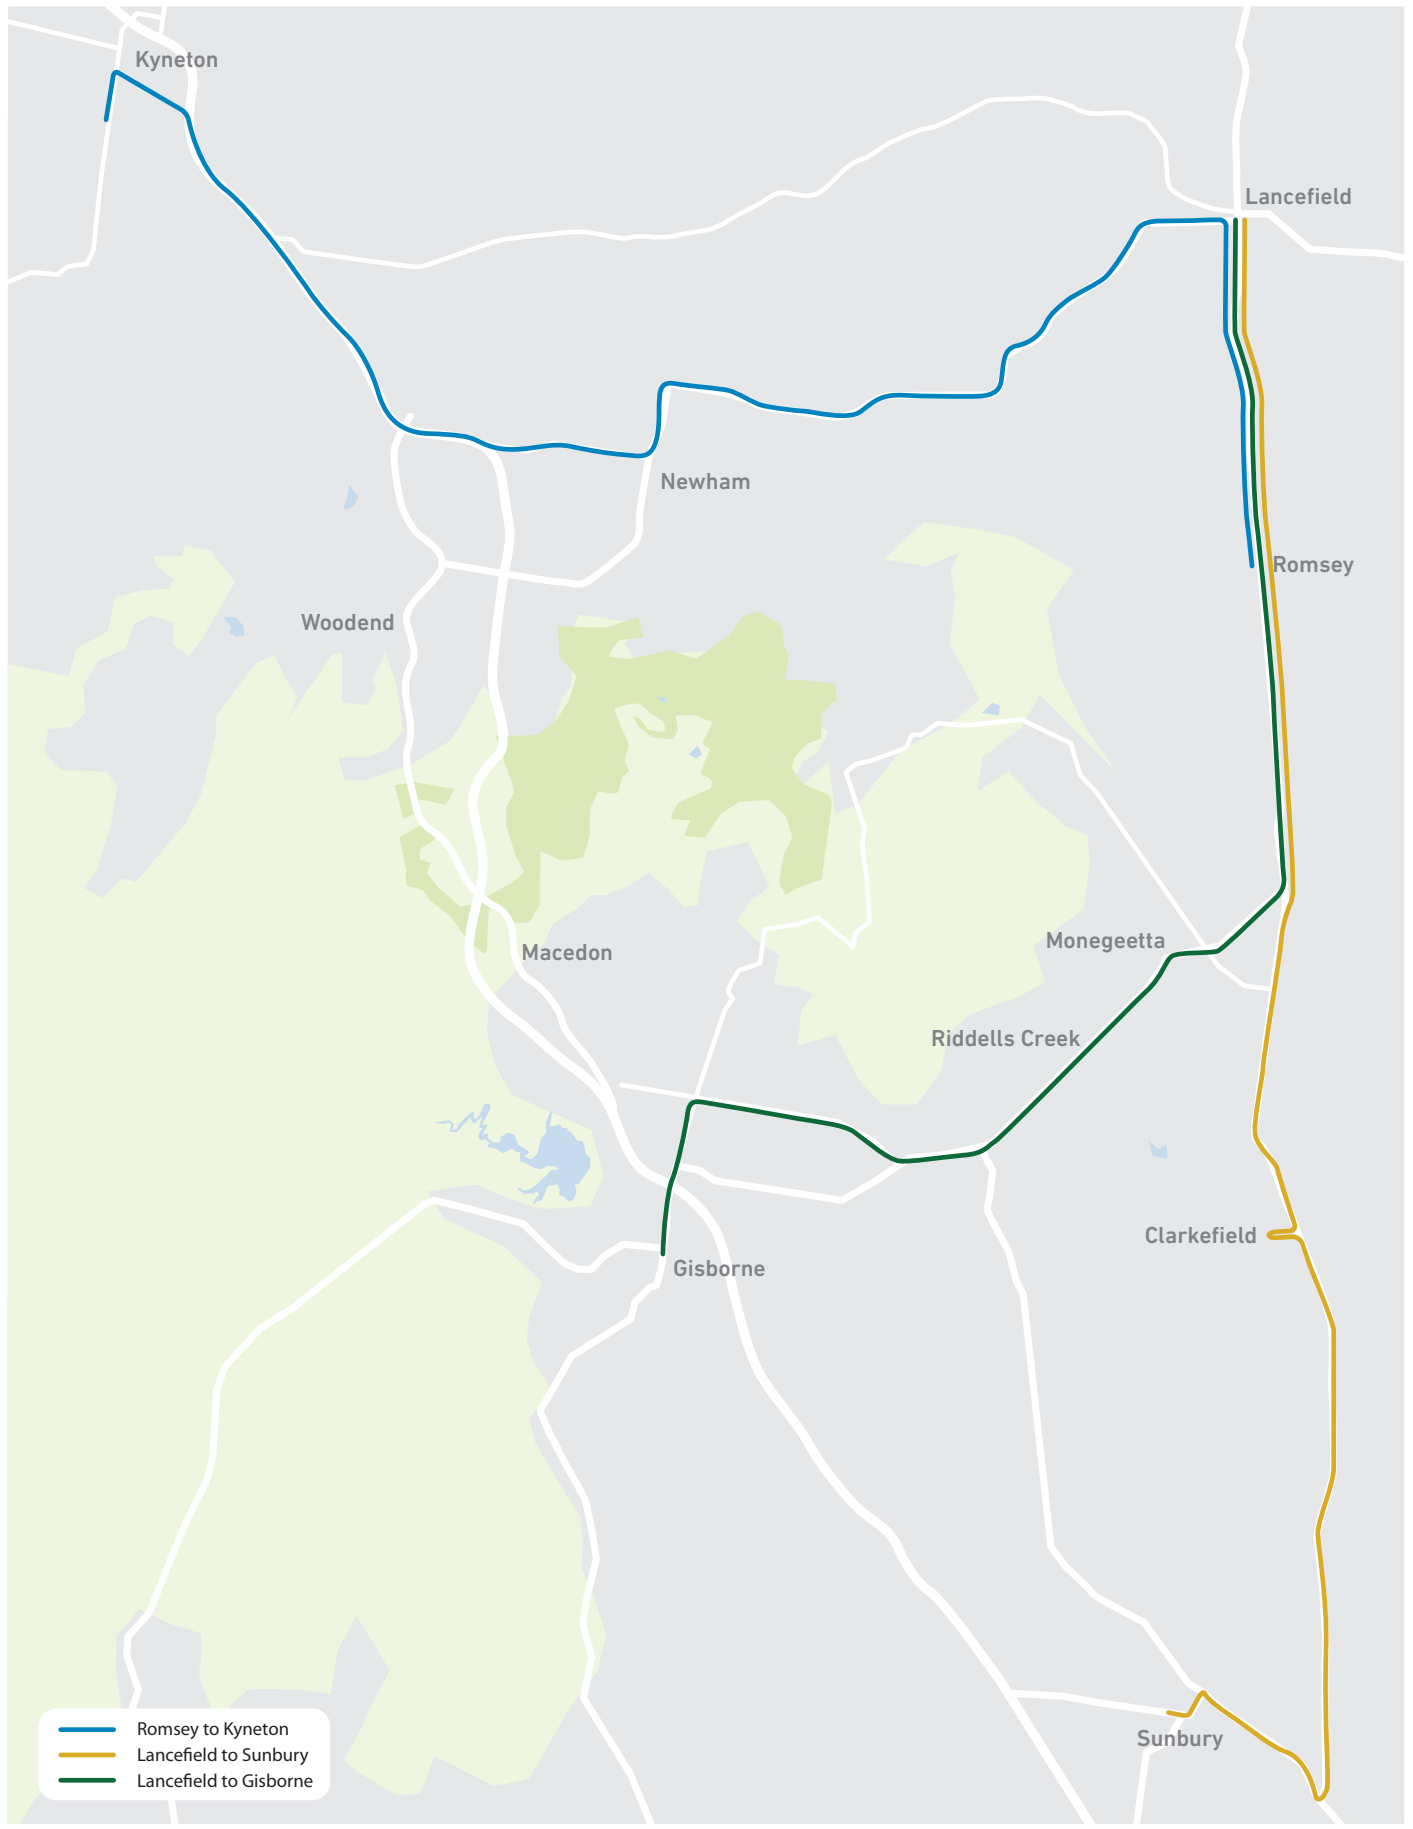 Kyneton
Lancefield
Newham
Romsey
Woodend
Monegeetta
Macedon
Riddells Creek
Clarkefield
Gisborne
Sunbury
Romsey to Kyneton
Lancefield to Sunbury
Lancefield to Gisborne